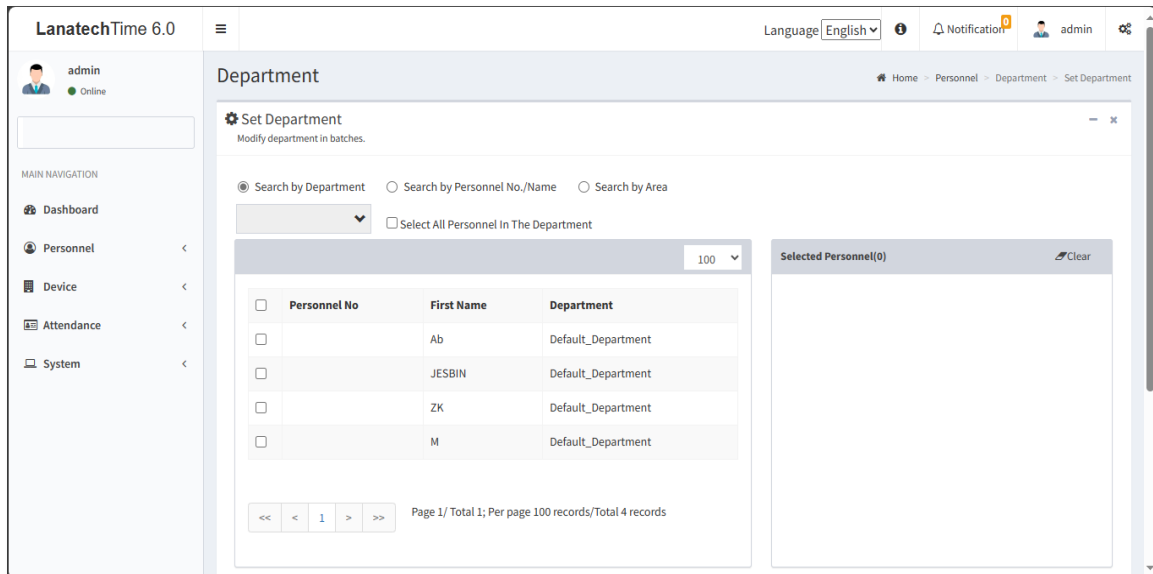 LanatechTime 6.0
Language English
Notification 0
admin
admin
Online
Department
Home > Personnel > Department > Set Department
Set Department
Modify department in batches.
MAIN NAVIGATION
Dashboard
Personnel
Device
Attendance
System
Search by Department Search by Personnel No./Name Search by Area
Select All Personnel In The Department
100
Personnel No First Name Department
Ab Default_Department
JESBIN Default_Department
ZK Default_Department
M Default_Department
<< < 1 > >> Page 1/ Total 1; Per page 100 records/Total 4 records
Selected Personnel(0) Clear